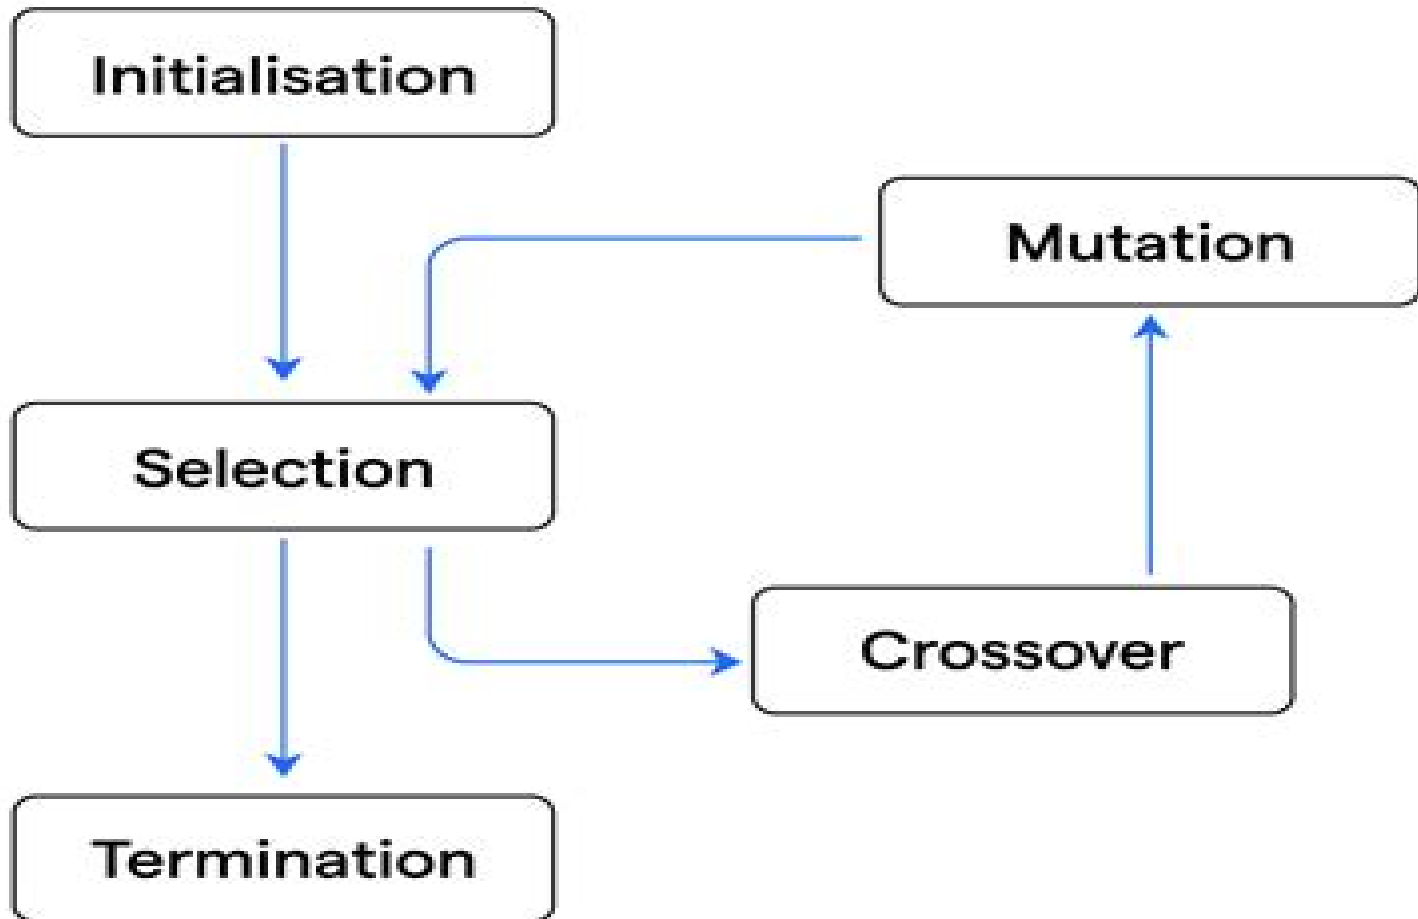 Initialisation
Mutation
Selection
Crossover
Termination